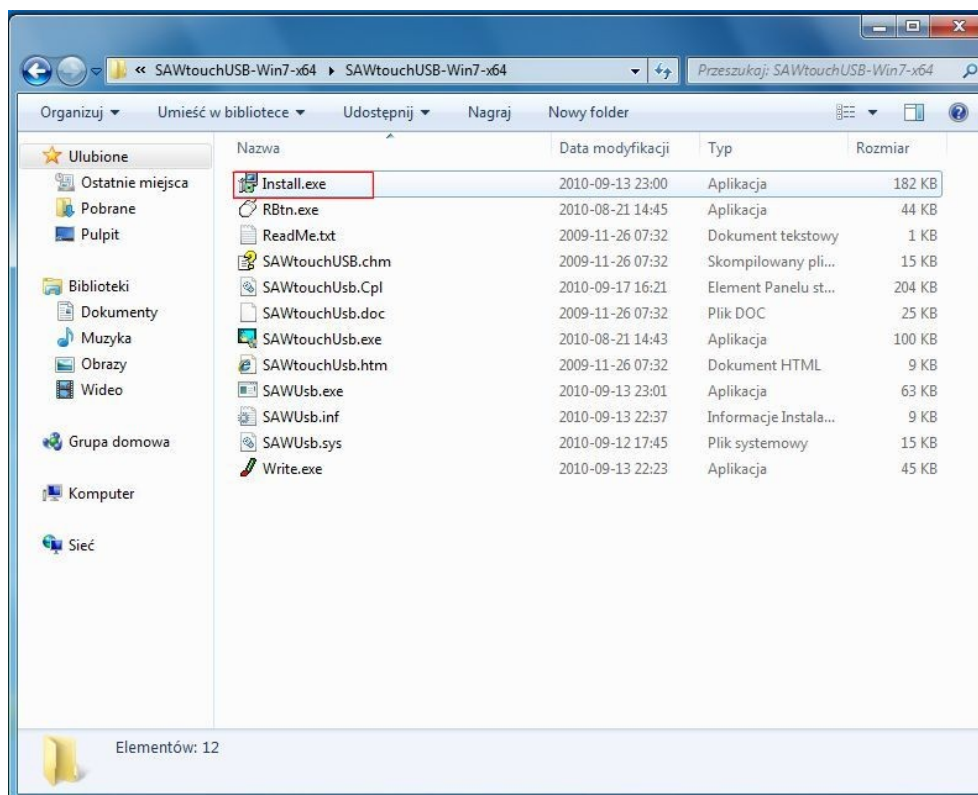 « SAWtouchUSB-Win7-x64 ▸ SAWtouchUSB-Win7-x64 Przeszukaj: SAWtouchUSB-Win7-x64
Organizuj Umieść w bibliotece Udostępnij Nagraj Nowy folder
Ulubione
Ostatnie miejsca
Pobrane
Pulpit
Biblioteki
Dokumenty
Muzyka
Obrazy
Wideo
Grupa domowa
Komputer
Sieć
Nazwa Data modyfikacji Typ Rozmiar
Install.exe 2010-09-13 23:00 Aplikacja 182 KB
RBtn.exe 2010-08-21 14:45 Aplikacja 44 KB
ReadMe.txt 2009-11-26 07:32 Dokument tekstowy 1 KB
SAWtouchUSB.chm 2009-11-26 07:32 Skompilowany pli... 15 KB
SAWtouchUsb.Cpl 2010-09-17 16:21 Element Panelu st... 204 KB
SAWtouchUsb.doc 2009-11-26 07:32 Plik DOC 25 KB
SAWtouchUsb.exe 2010-08-21 14:43 Aplikacja 100 KB
SAWtouchUsb.htm 2009-11-26 07:32 Dokument HTML 9 KB
SAWUsb.exe 2010-09-13 23:01 Aplikacja 63 KB
SAWUsb.inf 2010-09-13 22:37 Informacje Instala... 9 KB
SAWUsb.sys 2010-09-12 17:45 Plik systemowy 15 KB
Write.exe 2010-09-13 22:23 Aplikacja 45 KB
Elementów: 12